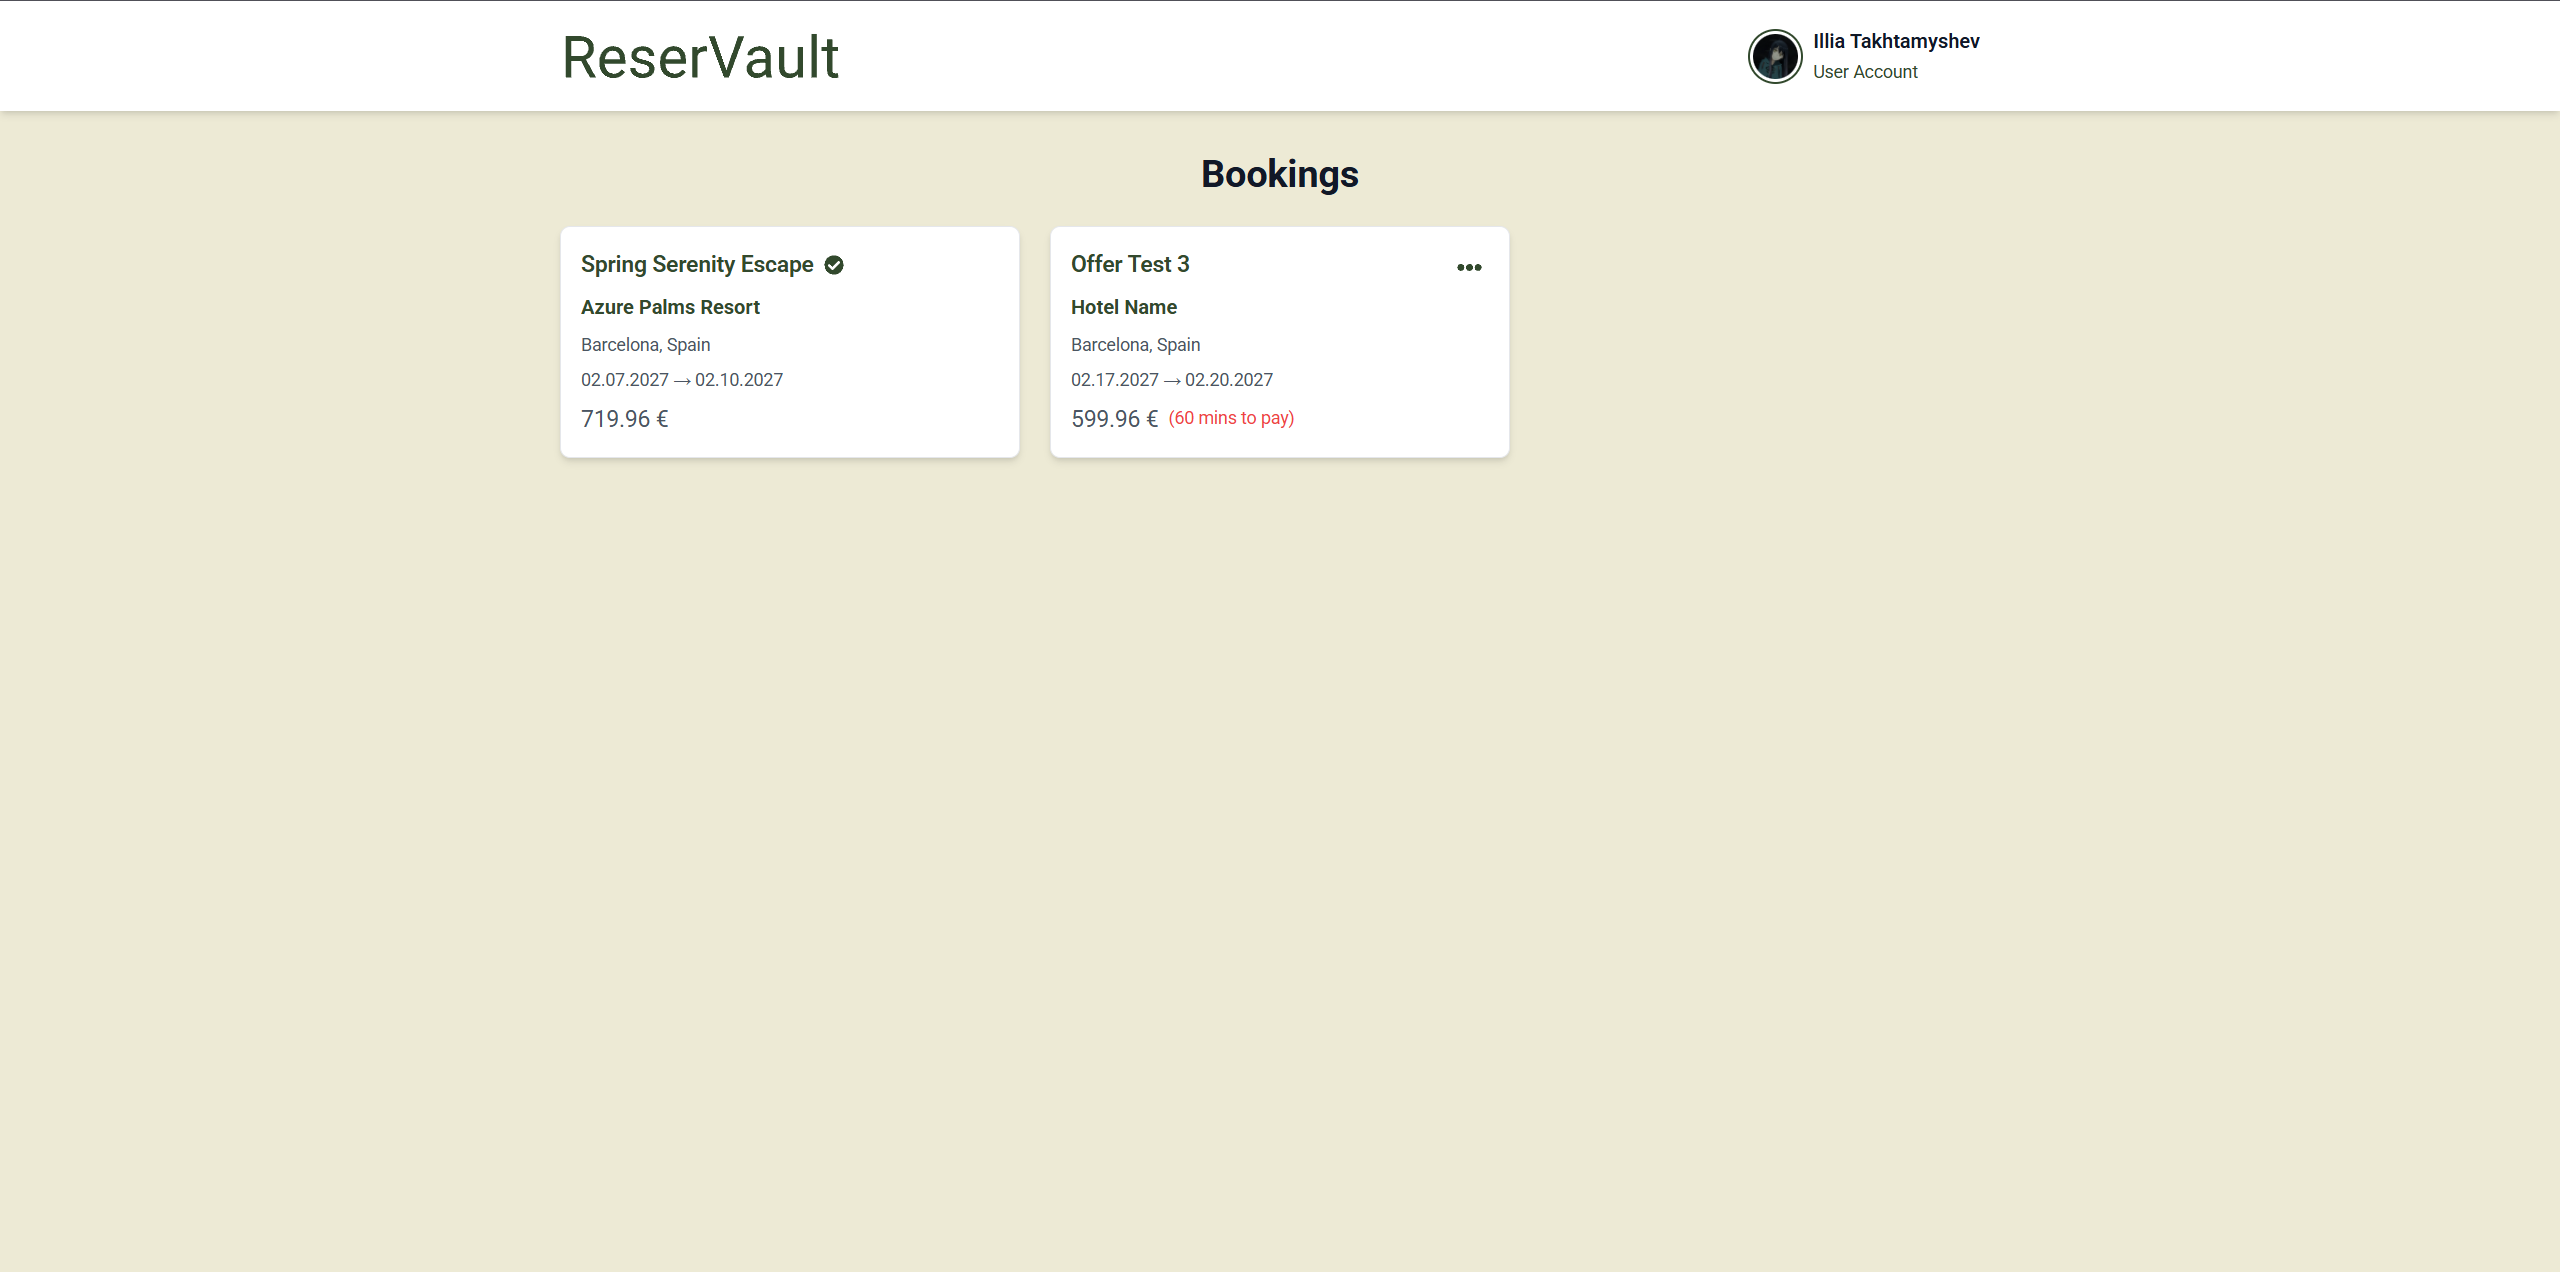 ReserVault
Illia Takhtamyshev
User Account
Bookings
Spring Serenity Escape
Azure Palms Resort
Barcelona, Spain
02.07.2027 → 02.10.2027
719.96 €
Offer Test 3
Hotel Name
Barcelona, Spain
02.17.2027 → 02.20.2027
599.96 € (60 mins to pay)